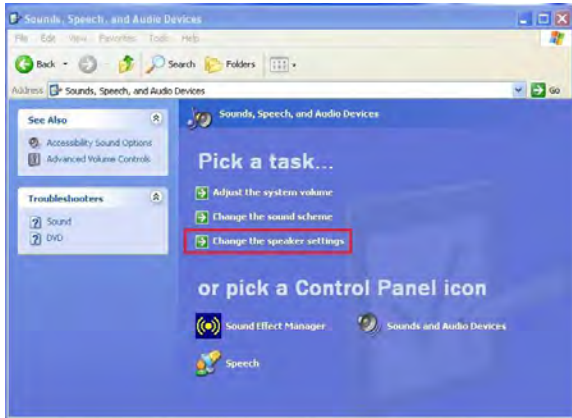 Sounds, Speech, and Audio Devices
File Edit View Favorites Tools Help
Back Search Folders
Address Sounds, Speech, and Audio Devices Go
See Also
Accessibility Sound Options
Advanced Volume Controls
Troubleshooters
Sound
DVD
Sounds, Speech, and Audio Devices
Pick a task...
Adjust the system volume
Change the sound scheme
Change the speaker settings
or pick a Control Panel icon
Sound Effect Manager Sounds and Audio Devices
Speech